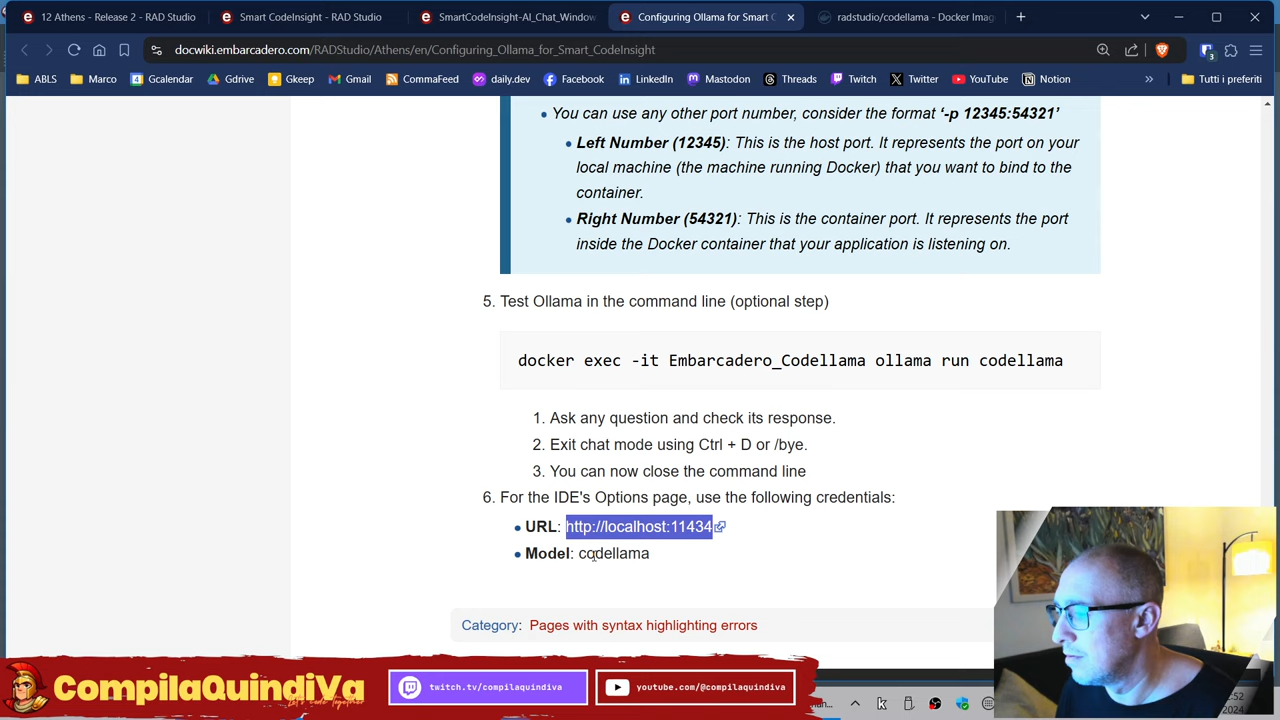 12 Athens - Release 2 - RAD Studio
Smart CodeInsight - RAD Studio
SmartCodeInsight-AI_Chat_Window
Configuring Ollama for Smart C
radstudio/codellama - Docker Imag
docwiki.embarcadero.com/RADStudio/Athens/en/Configuring_Ollama_for_Smart_CodeInsight
3
ABLS
Marco
Gcalendar
Gdrive
Gkeep
Gmail
CommaFeed
daily.dev
Facebook
LinkedIn
Mastodon
Threads
Twitch
Twitter
YouTube
Notion
»
Tutti i preferiti
• You can use any other port number, consider the format ‘-p 12345:54321’
• Left Number (12345): This is the host port. It represents the port on your
local machine (the machine running Docker) that you want to bind to the
container.
• Right Number (54321): This is the container port. It represents the port
inside the Docker container that your application is listening on.
5. Test Ollama in the command line (optional step)
docker exec -it Embarcadero_Codellama ollama run codellama
1. Ask any question and check its response.
2. Exit chat mode using Ctrl + D or /bye.
3. You can now close the command line
6. For the IDE's Options page, use the following credentials:
• URL: http://localhost:11434
• Model: codellama
Category: Pages with syntax highlighting errors
CompilaQuindiVa
Let's code Together
twitch.tv/compilaquindiva
youtube.com/@compilaquindiva